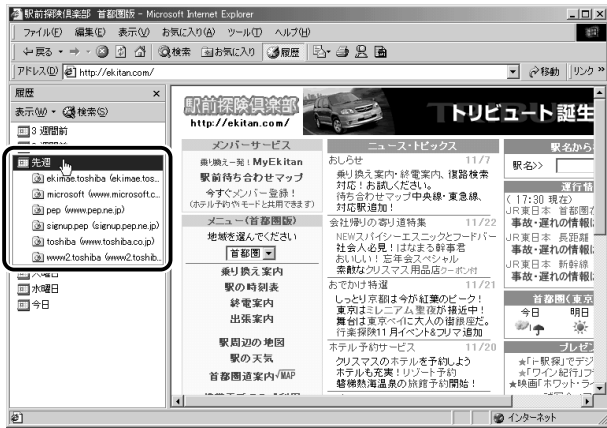 駅前探険倶楽部 首都圏版 - Microsoft Internet Explorer
ファイル(F) 編集(E) 表示(V) お気に入り(A) ツール(T) ヘルプ(H)
戻る 検索 お気に入り 履歴
アドレス(D) http://ekitan.com/ 移動 リンク »
履歴 ×
表示(W) 検索(S)
3 週間前
先週
ekimae.toshiba (ekimae.tos...
microsoft (www.microsoft.c...
pep (www.pep.ne.jp)
signup.pep (signup.pep.ne.jp)
toshiba (www.toshiba.co.jp)
www2.toshiba (www2.toshib...
火曜日
水曜日
今日
駅前探険倶楽部
http://ekitan.com/
トリビュート 誕生
メンバーサービス
乗り換え一発!MyEkitan
駅前待ち合わせマップ
今すぐメンバー登録!
(ホテル予約やiモードと共用できます)
メニュー(首都圏版)
地域を選んでください
首都圏
乗り換え案内
駅の時刻表
終電案内
出張案内
駅周辺の地図
駅の天気
首都圏道案内√MAP
ニュース・トピックス
おしらせ 11/7
乗り換え案内・終電案内、復路検索
対応!お試しください。
待ち合わせマップ中央線・東急線、
対応駅追加!
会社帰りの寄り道特集 11/22
NEWスパイシーエスニックとフードバー
社会人必見!はなまる幹事君
おいしい!忘年会スペシャル
素敵なクリスマス用品店クーポン付
おでかけ特選 11/21
しっとり京都は今が紅葉のピーク!
東京はミレニアム聖夜が接近中!
舞台は東京ベイに大人の街銀座だ。
行楽探険11月イベント&フリマ追加
ホテル予約サービス 11/20
クリスマスのホテルを予約しよう
ホテルも充実!リゾート予約
磐梯熱海温泉の旅館予約開始!
駅名から
駅名>>
運行情
(17:30 現在)
JR東日本 首都圏
事故・遅れの情報
JR東日本 長距離
事故・遅れの情報
JR東日本 新幹線
事故・遅れの情報
首都圏(東京
今日 明日
プレゼ
★「i-駅探」でデジ
★「ワイン紀行」フ
★映画「ホワット・ラ
インターネット